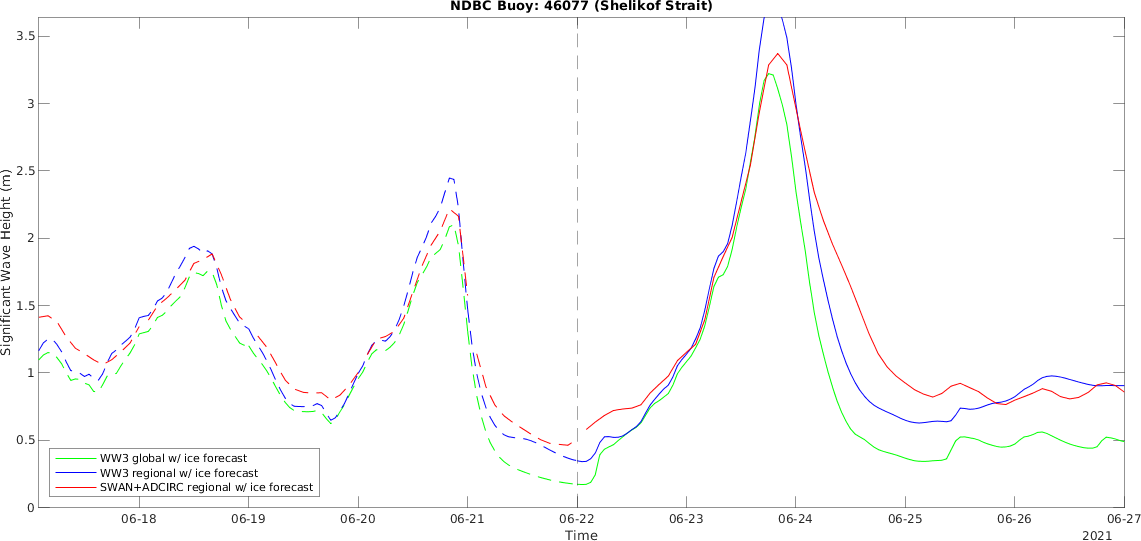 NDBC Buoy: 46077 (Shelikof Strait)
3.5
3
2.5
2
1.5
1
0.5
0
Significant Wave Height (m)
WW3 global w/ ice forecast
WW3 regional w/ ice forecast
SWAN+ADCIRC regional w/ ice forecast
06-18 06-19 06-20 06-21 06-22 06-23 06-24 06-25 06-26 06-27
Time
2021